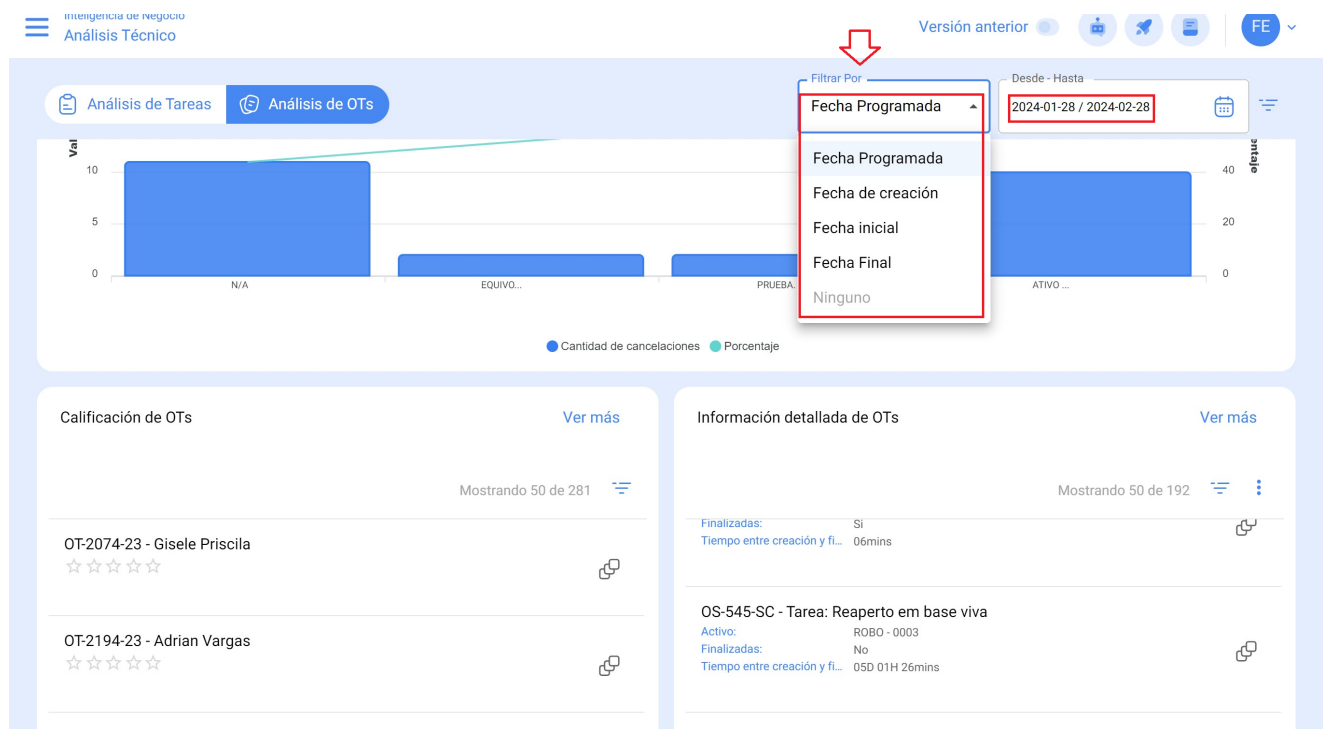 Inteligencia de Negocio
Análisis Técnico
Versión anterior
FE
Análisis de Tareas
Análisis de OTs
Filtrar Por
Fecha Programada
Desde - Hasta
2024-01-28 / 2024-02-28
Fecha Programada
Fecha de creación
Fecha inicial
Fecha Final
Ninguno
Val
10
5
0
entaje
40
20
0
N/A
EQUIVO...
PRUEBA.
ATIVO ...
Cantidad de cancelaciones
Porcentaje
Calificación de OTs
Ver más
Mostrando 50 de 281
OT-2074-23 - Gisele Priscila
OT-2194-23 - Adrian Vargas
Información detallada de OTs
Ver más
Mostrando 50 de 192
Finalizadas: Si
Tiempo entre creación y fi... 06mins
OS-545-SC - Tarea: Reaperto em base viva
Activo: ROBO - 0003
Finalizadas: No
Tiempo entre creación y fi... 05D 01H 26mins